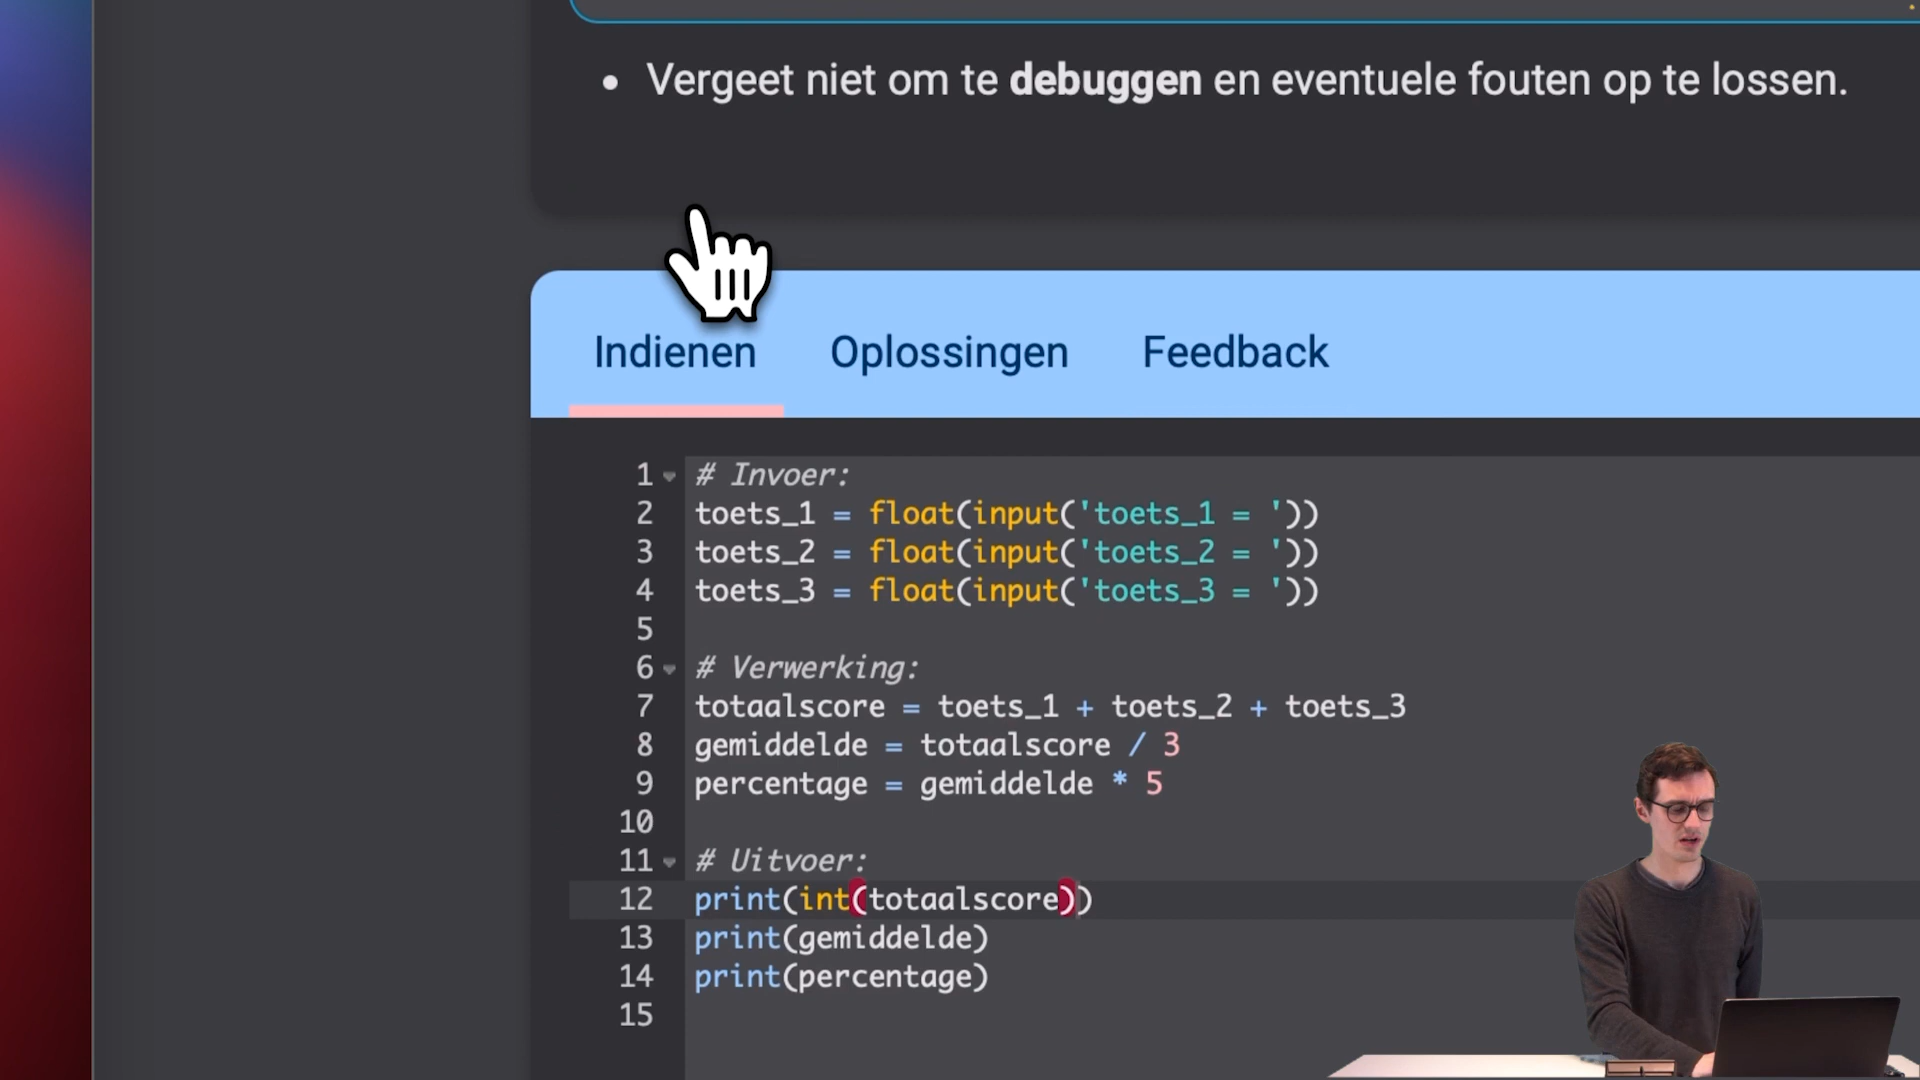 Vergeet niet om te debuggen en eventuele fouten op te lossen.
Indienen Oplossingen Feedback
1 # Invoer:
2 toets_1 = float(input('toets_1 = '))
3 toets_2 = float(input('toets_2 = '))
4 toets_3 = float(input('toets_3 = '))
5
6 # Verwerking:
7 totaalscore = toets_1 + toets_2 + toets_3
8 gemiddelde = totaalscore / 3
9 percentage = gemiddelde * 5
10
11 # Uitvoer:
12 print(int(totaalscore))
13 print(gemiddelde)
14 print(percentage)
15